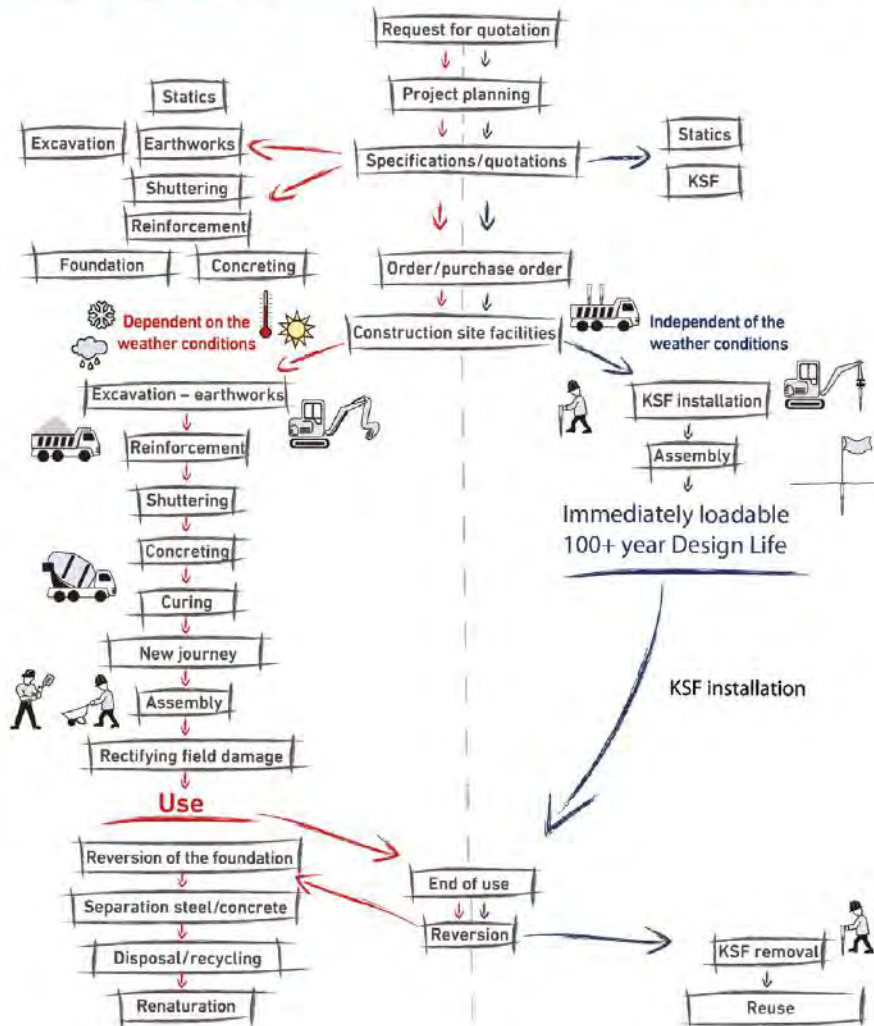 Request for quotation
Project planning
Specifications/quotations
Statics
Excavation
Earthworks
Shuttering
Reinforcement
Foundation
Concreting
Statics
KSF
Order/purchase order
Construction site facilities
Dependent on the
weather conditions
Independent of the
weather conditions
Excavation – earthworks
Reinforcement
Shuttering
Concreting
Curing
New journey
Assembly
Rectifying field damage
Use
KSF installation
Assembly
Immediately loadable
100+ year Design Life
KSF installation
End of use
Reversion
Reversion of the foundation
Separation steel/concrete
Disposal/recycling
Renaturation
KSF removal
Reuse